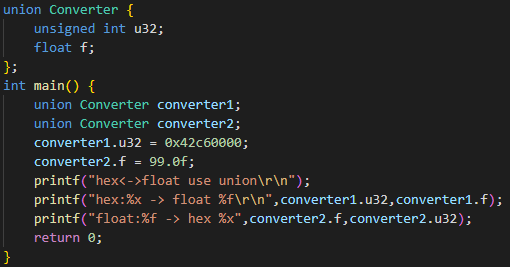 union Converter {
    unsigned int u32;
    float f;
};
int main() {
    union Converter converter1;
    union Converter converter2;
    converter1.u32 = 0x42c60000;
    converter2.f = 99.0f;
    printf("hex<->float use union\r\n");
    printf("hex:%x -> float %f\r\n",converter1.u32,converter1.f);
    printf("float:%f -> hex %x",converter2.f,converter2.u32);
    return 0;
}